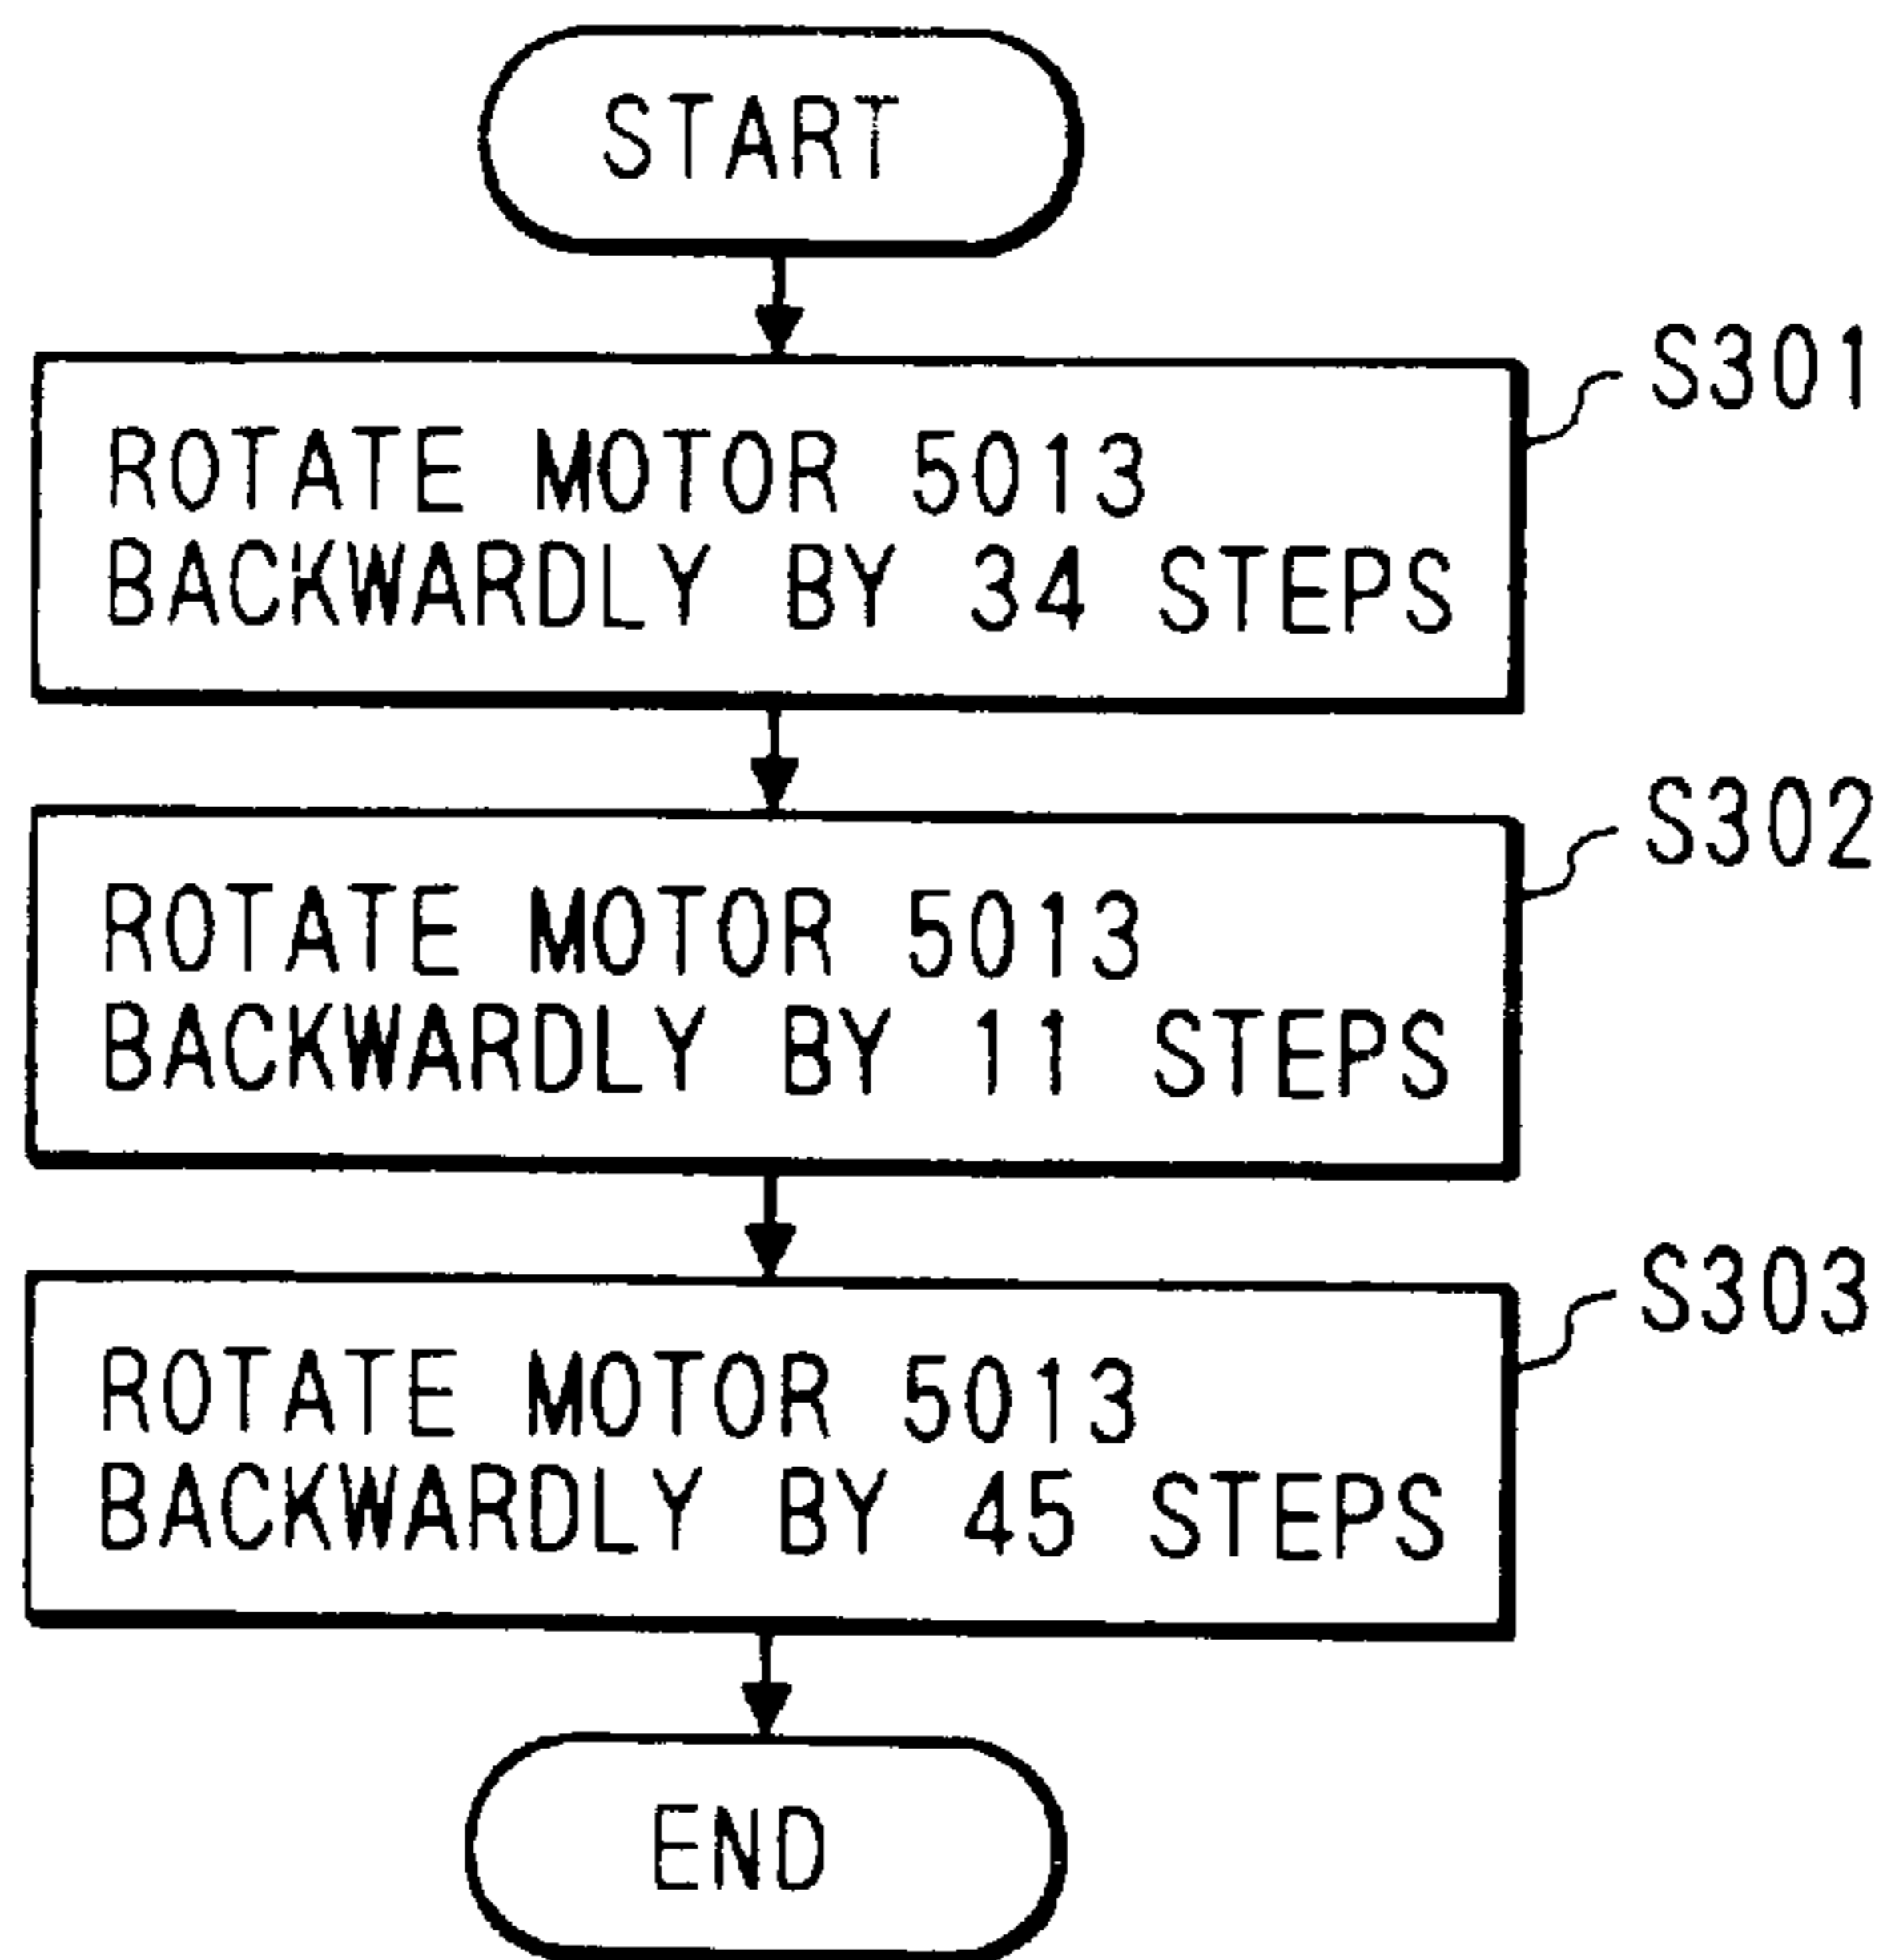 START
S301
ROTATE MOTOR 5013
BACKWARDLY BY 34 STEPS
S302
ROTATE MOTOR 5013
BACKWARDLY BY 11 STEPS
S303
ROTATE MOTOR 5013
BACKWARDLY BY 45 STEPS
END